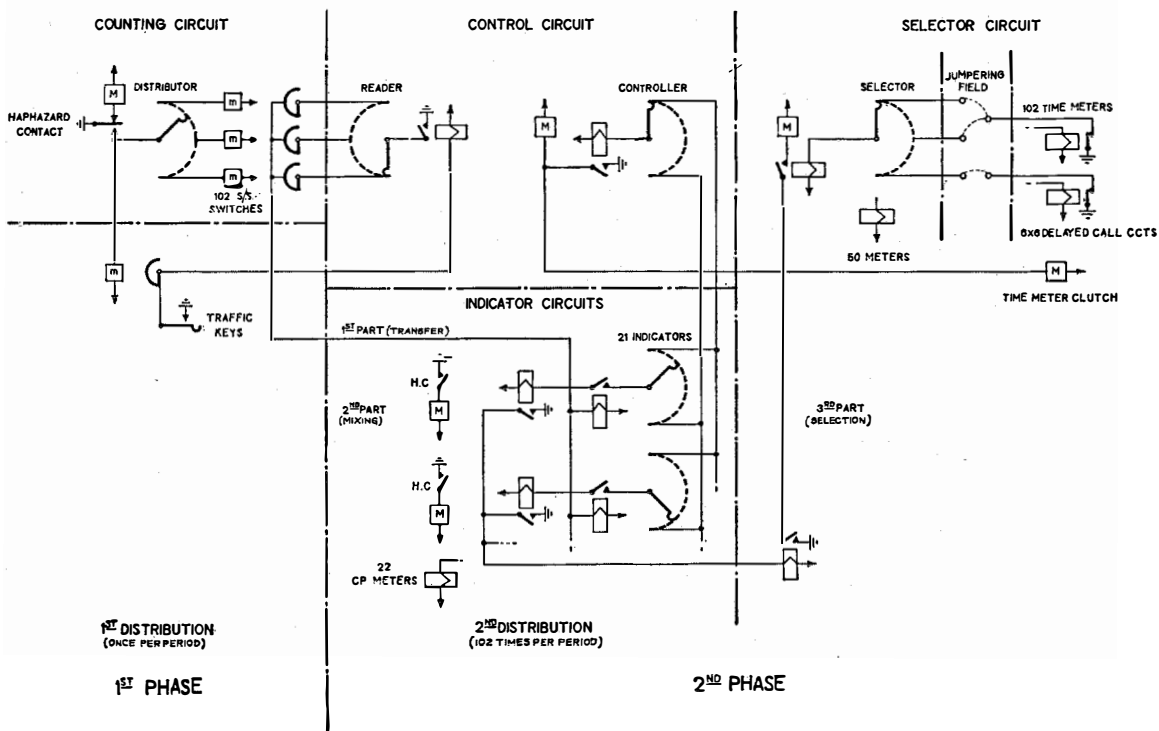 COUNTING CIRCUIT
CONTROL CIRCUIT
SELECTOR CIRCUIT
M
DISTRIBUTOR
m
m
m
HAPHAZARD
CONTACT
102 S/S.
SWITCHES
READER
M
CONTROLLER
M
SELECTOR
JUMPERING
FIELD
102 TIME METERS
6X6 DELAYED CALL CCTS
50 METERS
M
TIME METER CLUTCH
m
TRAFFIC
KEYS
INDICATOR CIRCUITS
1ST PART (TRANSFER)
21 INDICATORS
H.C
2ND PART
(MIXING)
M
3RD PART
(SELECTION)
H.C
M
22
CP METERS
1ST DISTRIBUTION
(ONCE PER PERIOD)
2ND DISTRIBUTION
(102 TIMES PER PERIOD)
1ST PHASE
2ND PHASE